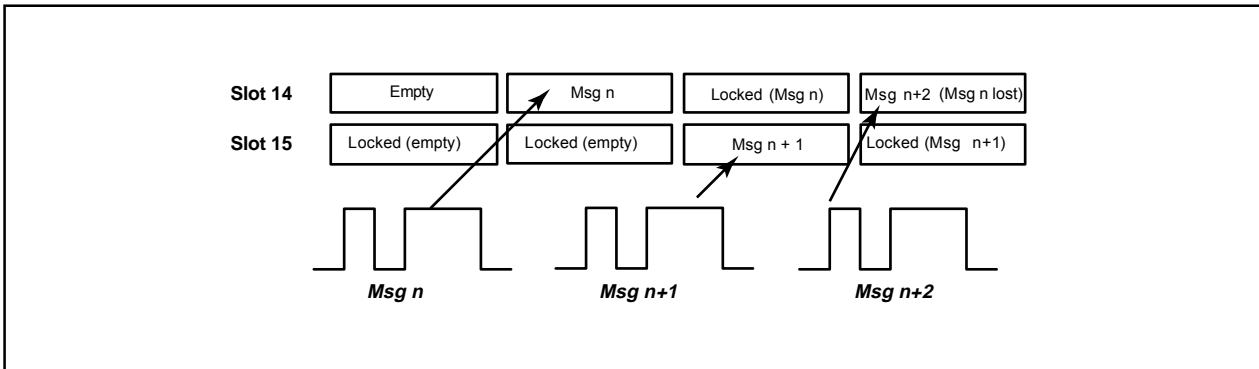 Slot 14 Empty Msg n Locked (Msg n) Msg n+2 (Msg n lost)
Slot 15 Locked (empty) Locked (empty) Msg n + 1 Locked (Msg n+1)
Msg n Msg n+1 Msg n+2